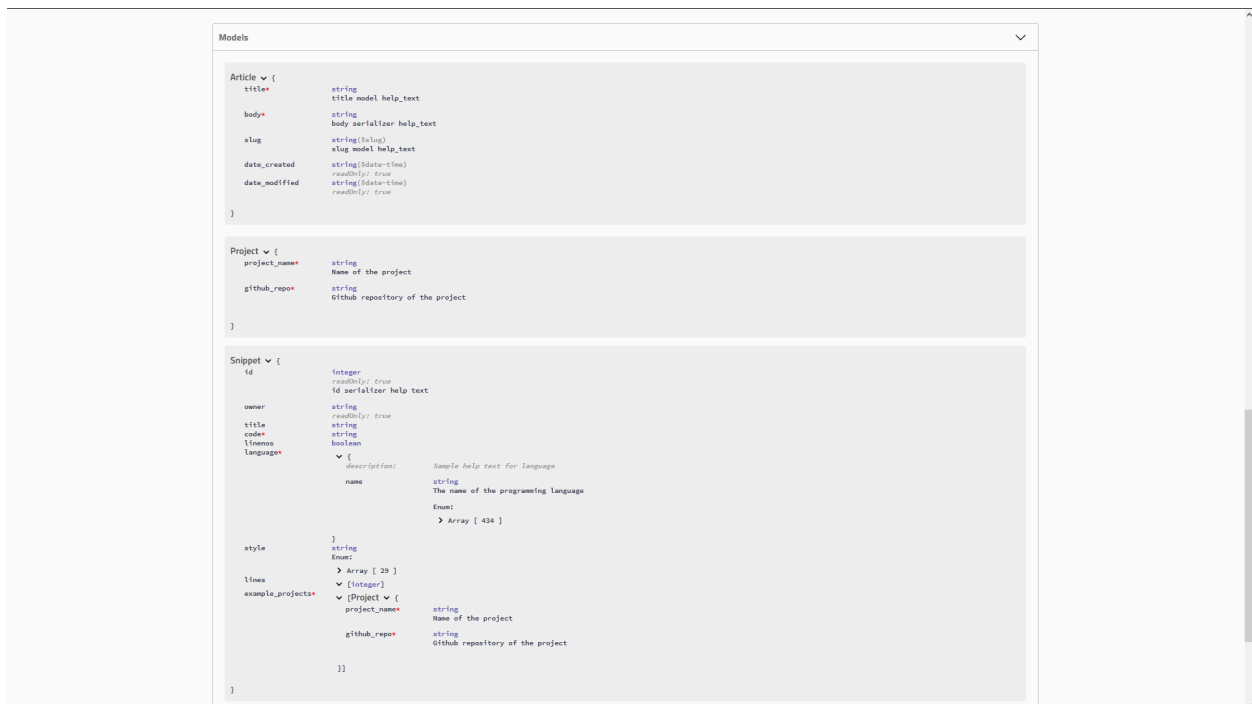 Models
Article {
title* string
title model help_text
body* string
body serializer help_text
slug string($slug)
slug model help_text
date_created string($date-time)
readOnly: true
date_modified string($date-time)
readOnly: true
}
Project {
project_name* string
Name of the project
github_repo* string
Github repository of the project
}
Snippet {
id integer
readOnly: true
id serializer help text
owner string
readOnly: true
title string
code* string
linenos boolean
language* {
description: Sample help text for language
name string
The name of the programming language
Enum:
Array [ 434 ]
}
style string
Enum:
Array [ 29 ]
lines [integer]
example_projects* [Project {
project_name* string
Name of the project
github_repo* string
Github repository of the project
}]
}